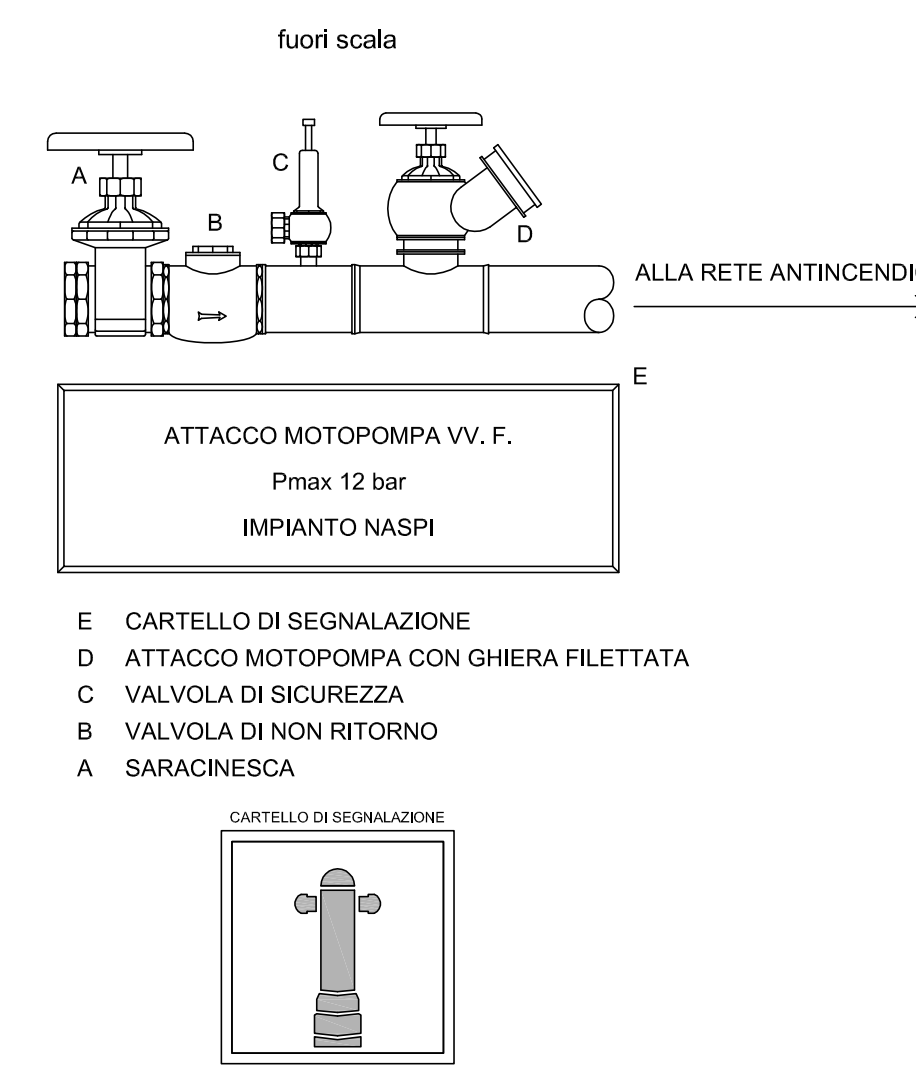 fuori scala
A
B
C
D
ALLA RETE ANTINCENDIO
E
ATTACCO MOTOPOMPA VV. F.
Pmax 12 bar
IMPIANTO NASPI
E CARTELLO DI SEGNALAZIONE
D ATTACCO MOTOPOMPA CON GHIERA FILETTATA
C VALVOLA DI SICUREZZA
B VALVOLA DI NON RITORNO
A SARACINESCA
CARTELLO DI SEGNALAZIONE